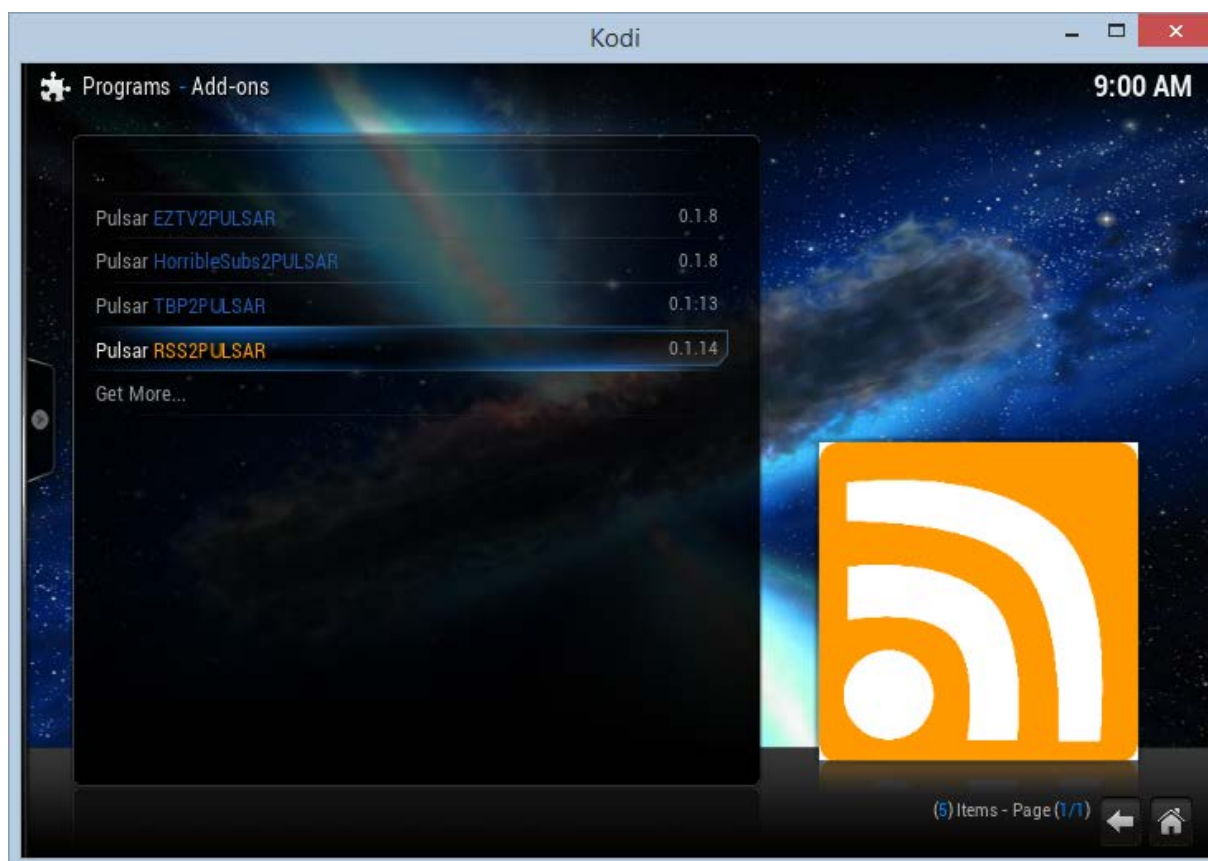 Kodi
Programs - Add-ons
9:00 AM
..
Pulsar EZTV2PULSAR 0.1.8
Pulsar HorribleSubs2PULSAR 0.1.8
Pulsar TBP2PULSAR 0.1:13
Pulsar RSS2PULSAR 0.1.14
Get More...
(5) Items - Page (1/1)